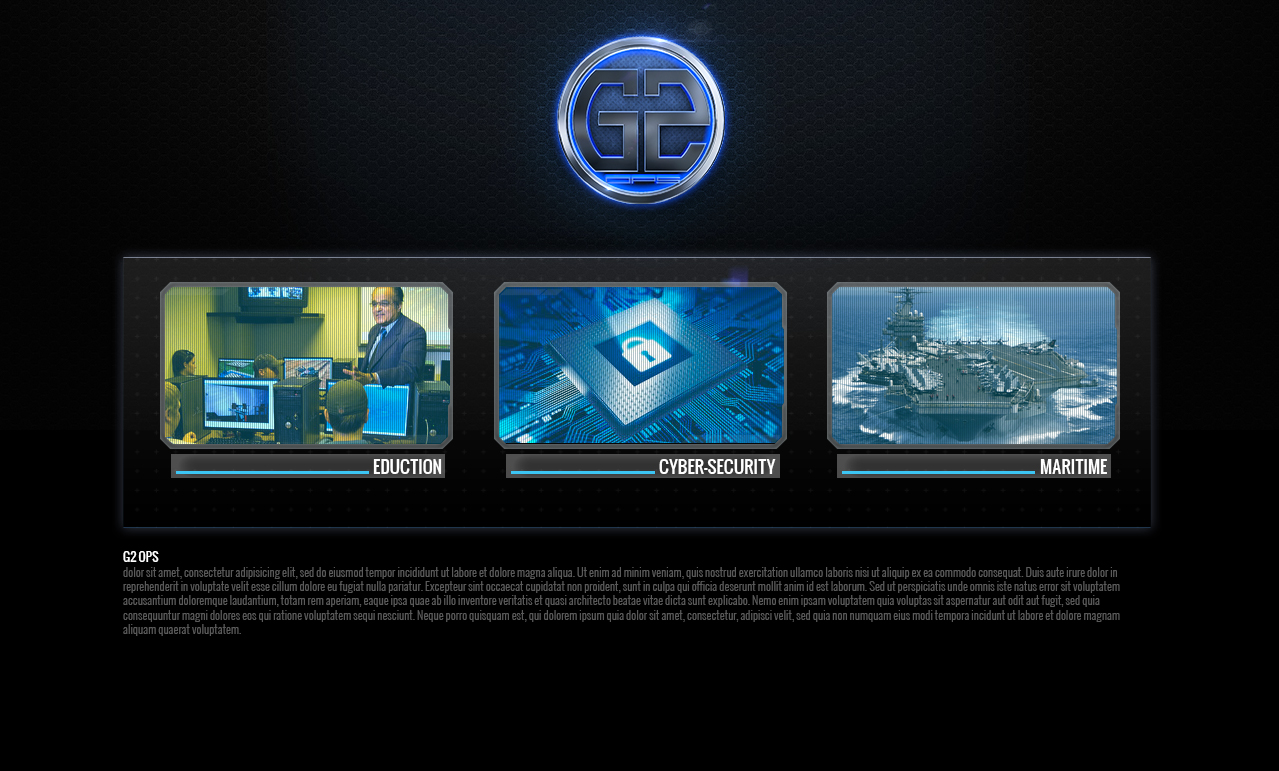 G2
OPS
EDUCTION
CYBER-SECURITY
MARITIME
G2 OPS
dolor sit amet, consectetur adipisicing elit, sed do eiusmod tempor incididunt ut labore et dolore magna aliqua. Ut enim ad minim veniam, quis nostrud exercitation ullamco laboris nisi ut aliquip ex ea commodo consequat. Duis aute irure dolor in
reprehenderit in voluptate velit esse cillum dolore eu fugiat nulla pariatur. Excepteur sint occaecat cupidatat non proident, sunt in culpa qui officia deserunt mollit anim id est laborum. Sed ut perspiciatis unde omnis iste natus error sit voluptatem
accusantium doloremque laudantium, totam rem aperiam, eaque ipsa quae ab illo inventore veritatis et quasi architecto beatae vitae dicta sunt explicabo. Nemo enim ipsam voluptatem quia voluptas sit aspernatur aut odit aut fugit, sed quia
consequuntur magni dolores eos qui ratione voluptatem sequi nesciunt. Neque porro quisquam est, qui dolorem ipsum quia dolor sit amet, consectetur, adipisci velit, sed quia non numquam eius modi tempora incidunt ut labore et dolore magnam
aliquam quaerat voluptatem.